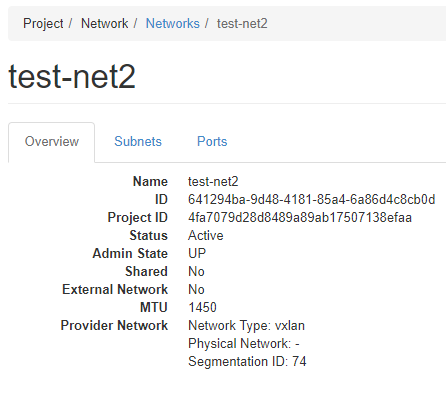 Project / Network / Networks / test-net2
test-net2
Overview Subnets Ports
Name test-net2
ID 641294ba-9d48-4181-85a4-6a86d4c8cb0d
Project ID 4fa7079d28d8489a89ab17507138efaa
Status Active
Admin State UP
Shared No
External Network No
MTU 1450
Provider Network Network Type: vxlan
Physical Network: -
Segmentation ID: 74